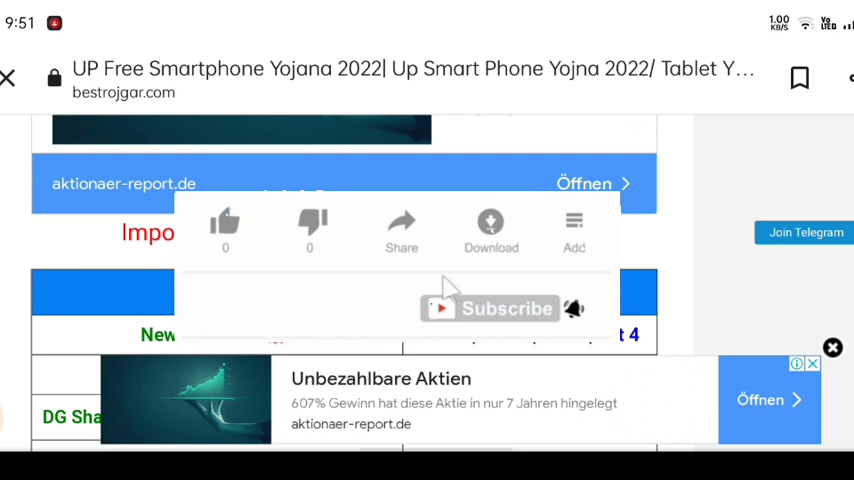 9:51
1.00 KB/S
Vo LTED
UP Free Smartphone Yojana 2022| Up Smart Phone Yojna 2022/ Tablet Y...
bestrojgar.com
aktionaer-report.de
Öffnen
Impo
0
0
Share
Download
Add
Join Telegram
Subscribe
New
t 4
DG Sha
Unbezahlbare Aktien
607% Gewinn hat diese Aktie in nur 7 Jahren hingelegt
aktionaer-report.de
Öffnen